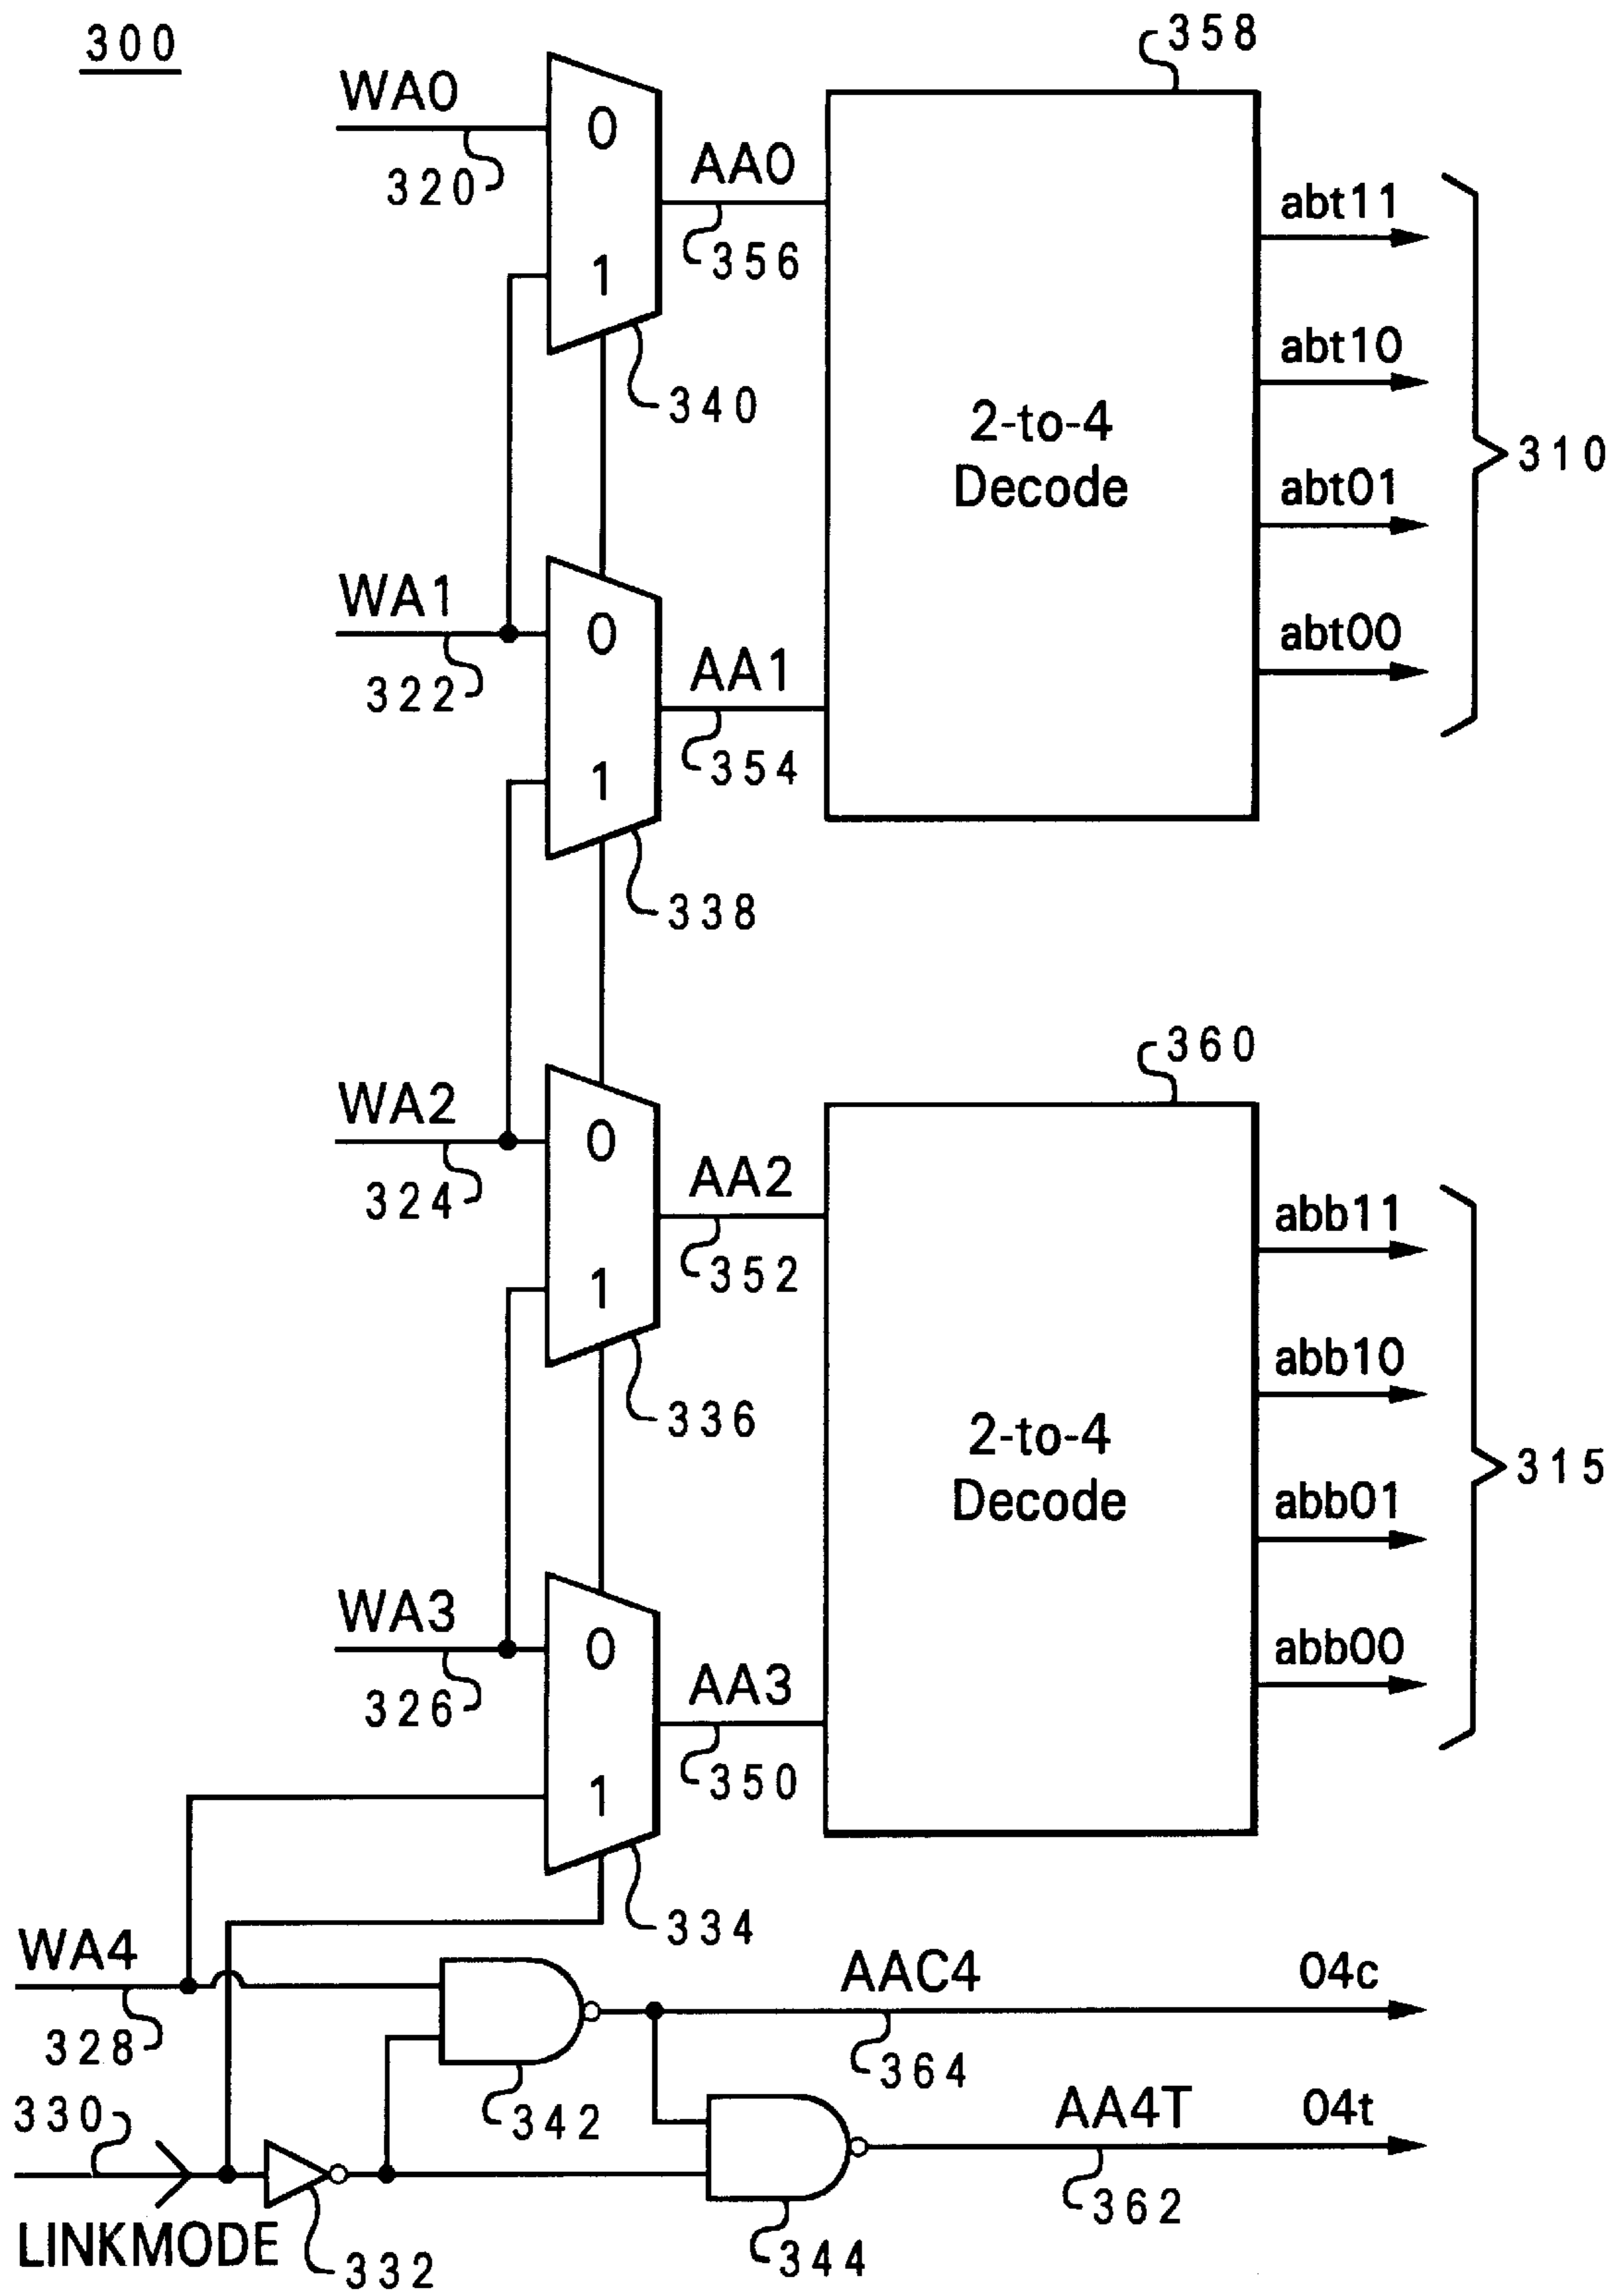 300
358
WA0
0
320
AA0
356
1
340
abt11
abt10
2-to-4
Decode
abt01
abt00
310
WA1
0
322
AA1
354
1
338
WA2
0
324
AA2
352
1
336
360
abb11
abb10
2-to-4
Decode
abb01
abb00
315
WA3
0
326
AA3
350
1
334
WA4
328
AAC4
04c
364
342
330
AA4T
04t
362
LINKMODE
332
344